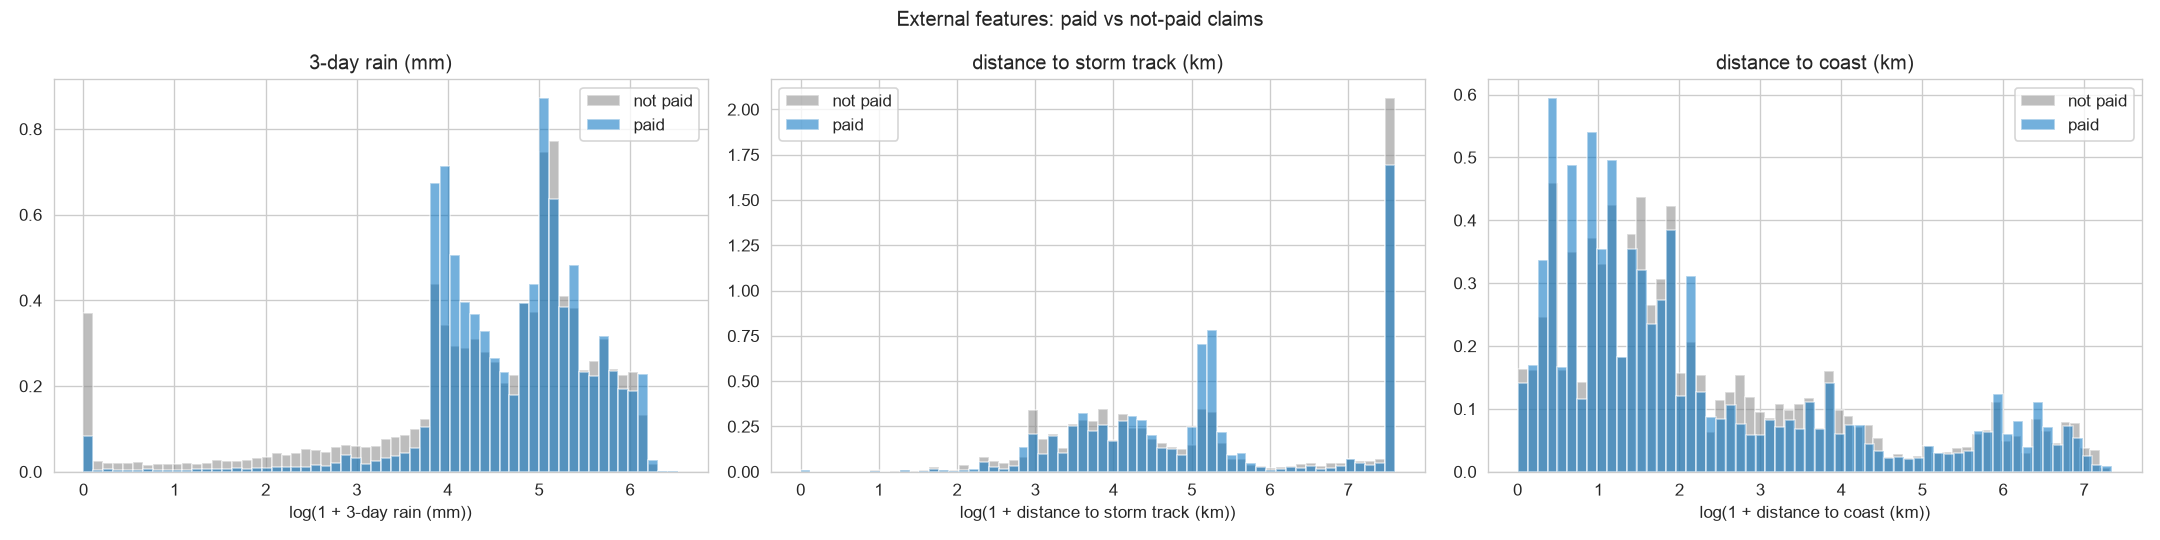 External features: paid vs not-paid claims
3-day rain (mm)
not paid
paid
0.8
0.6
0.4
0.2
0.0
0 1 2 3 4 5 6
log(1 + 3-day rain (mm))
distance to storm track (km)
not paid
paid
2.00
1.75
1.50
1.25
1.00
0.75
0.50
0.25
0.00
0 1 2 3 4 5 6 7
log(1 + distance to storm track (km))
distance to coast (km)
not paid
paid
0.6
0.5
0.4
0.3
0.2
0.1
0.0
0 1 2 3 4 5 6 7
log(1 + distance to coast (km))